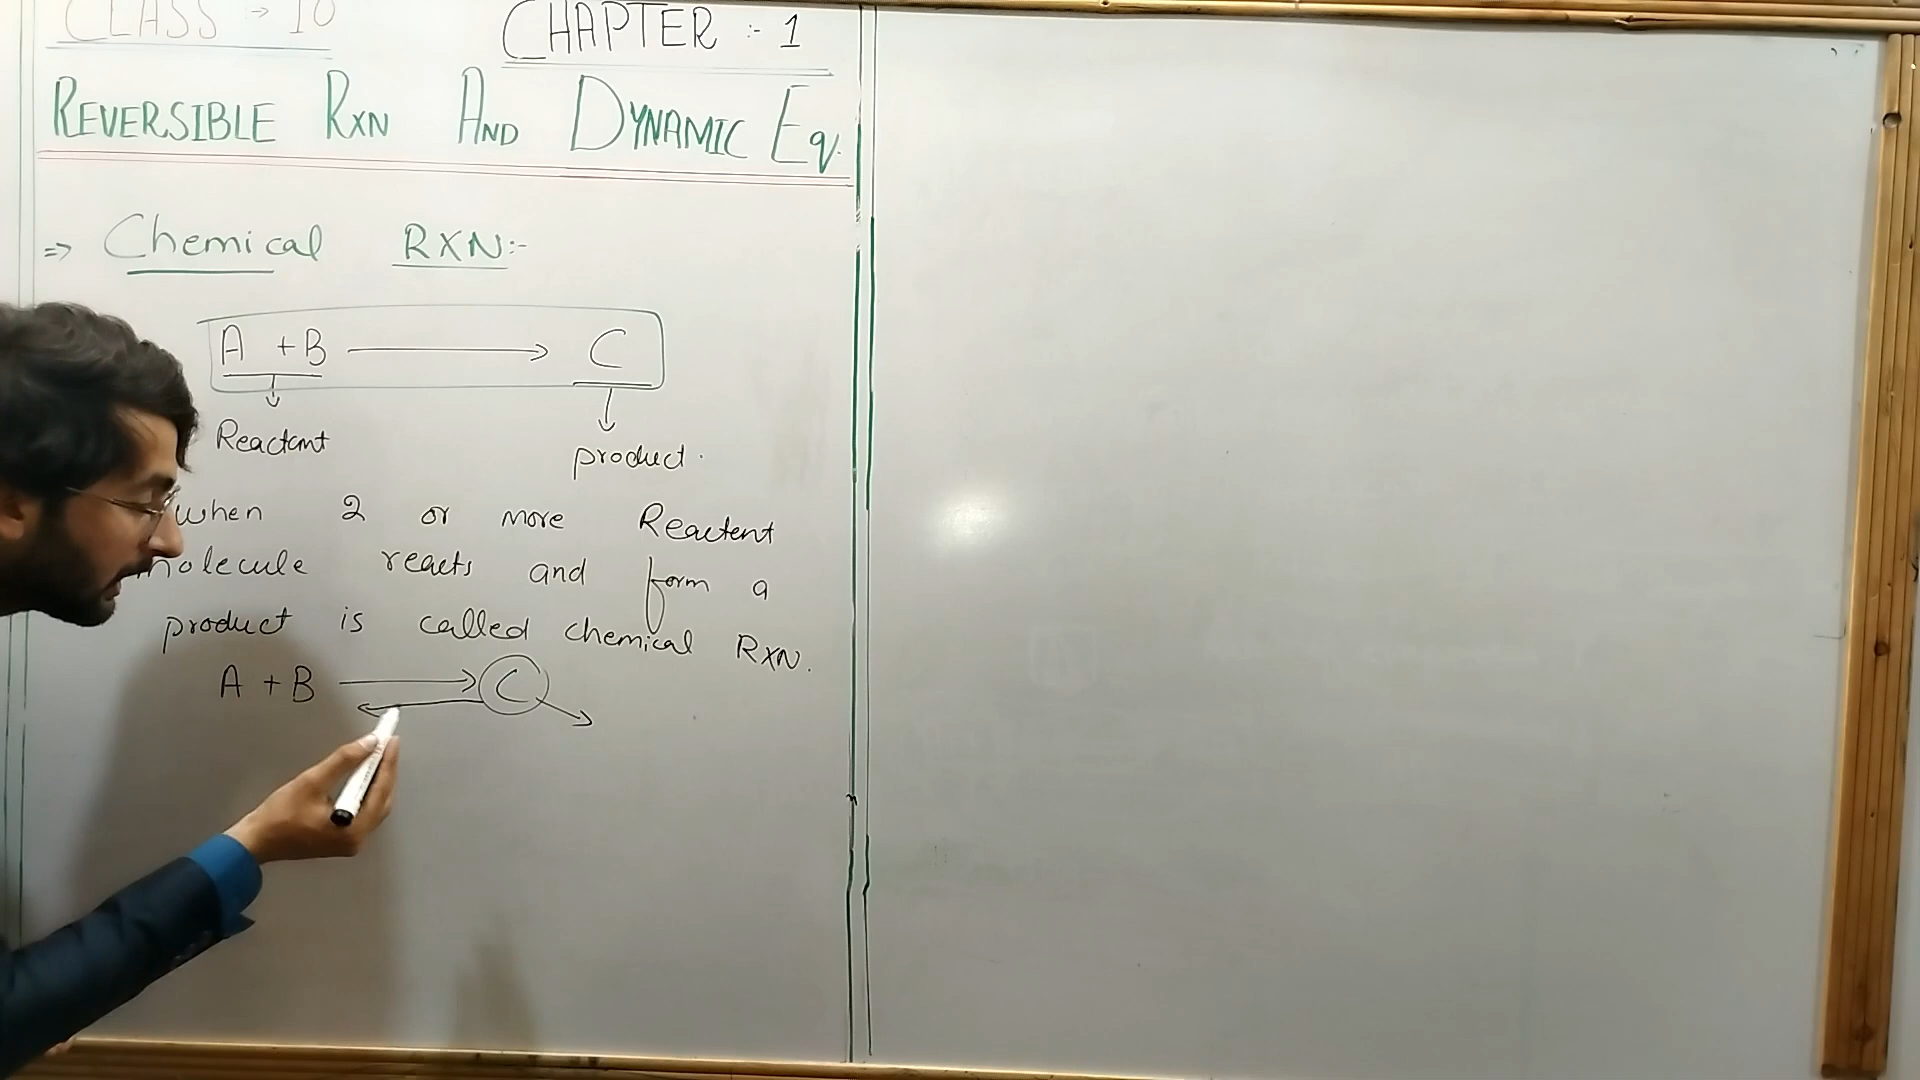 CLASS → 10
CHAPTER :- 1
REVERSIBLE RXN AND DYNAMIC Eq.
⇒ Chemical RXN:-
A + B ⟶ C
Reactant
product.
when 2 or more Reactent
molecule reacts and form a
product is called chemical RXN.
A + B ⇌ C